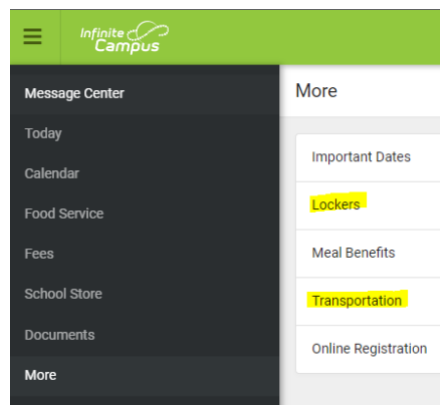 Infinite
Campus
Message Center
Today
Calendar
Food Service
Fees
School Store
Documents
More
More
Important Dates
Lockers
Meal Benefits
Transportation
Online Registration